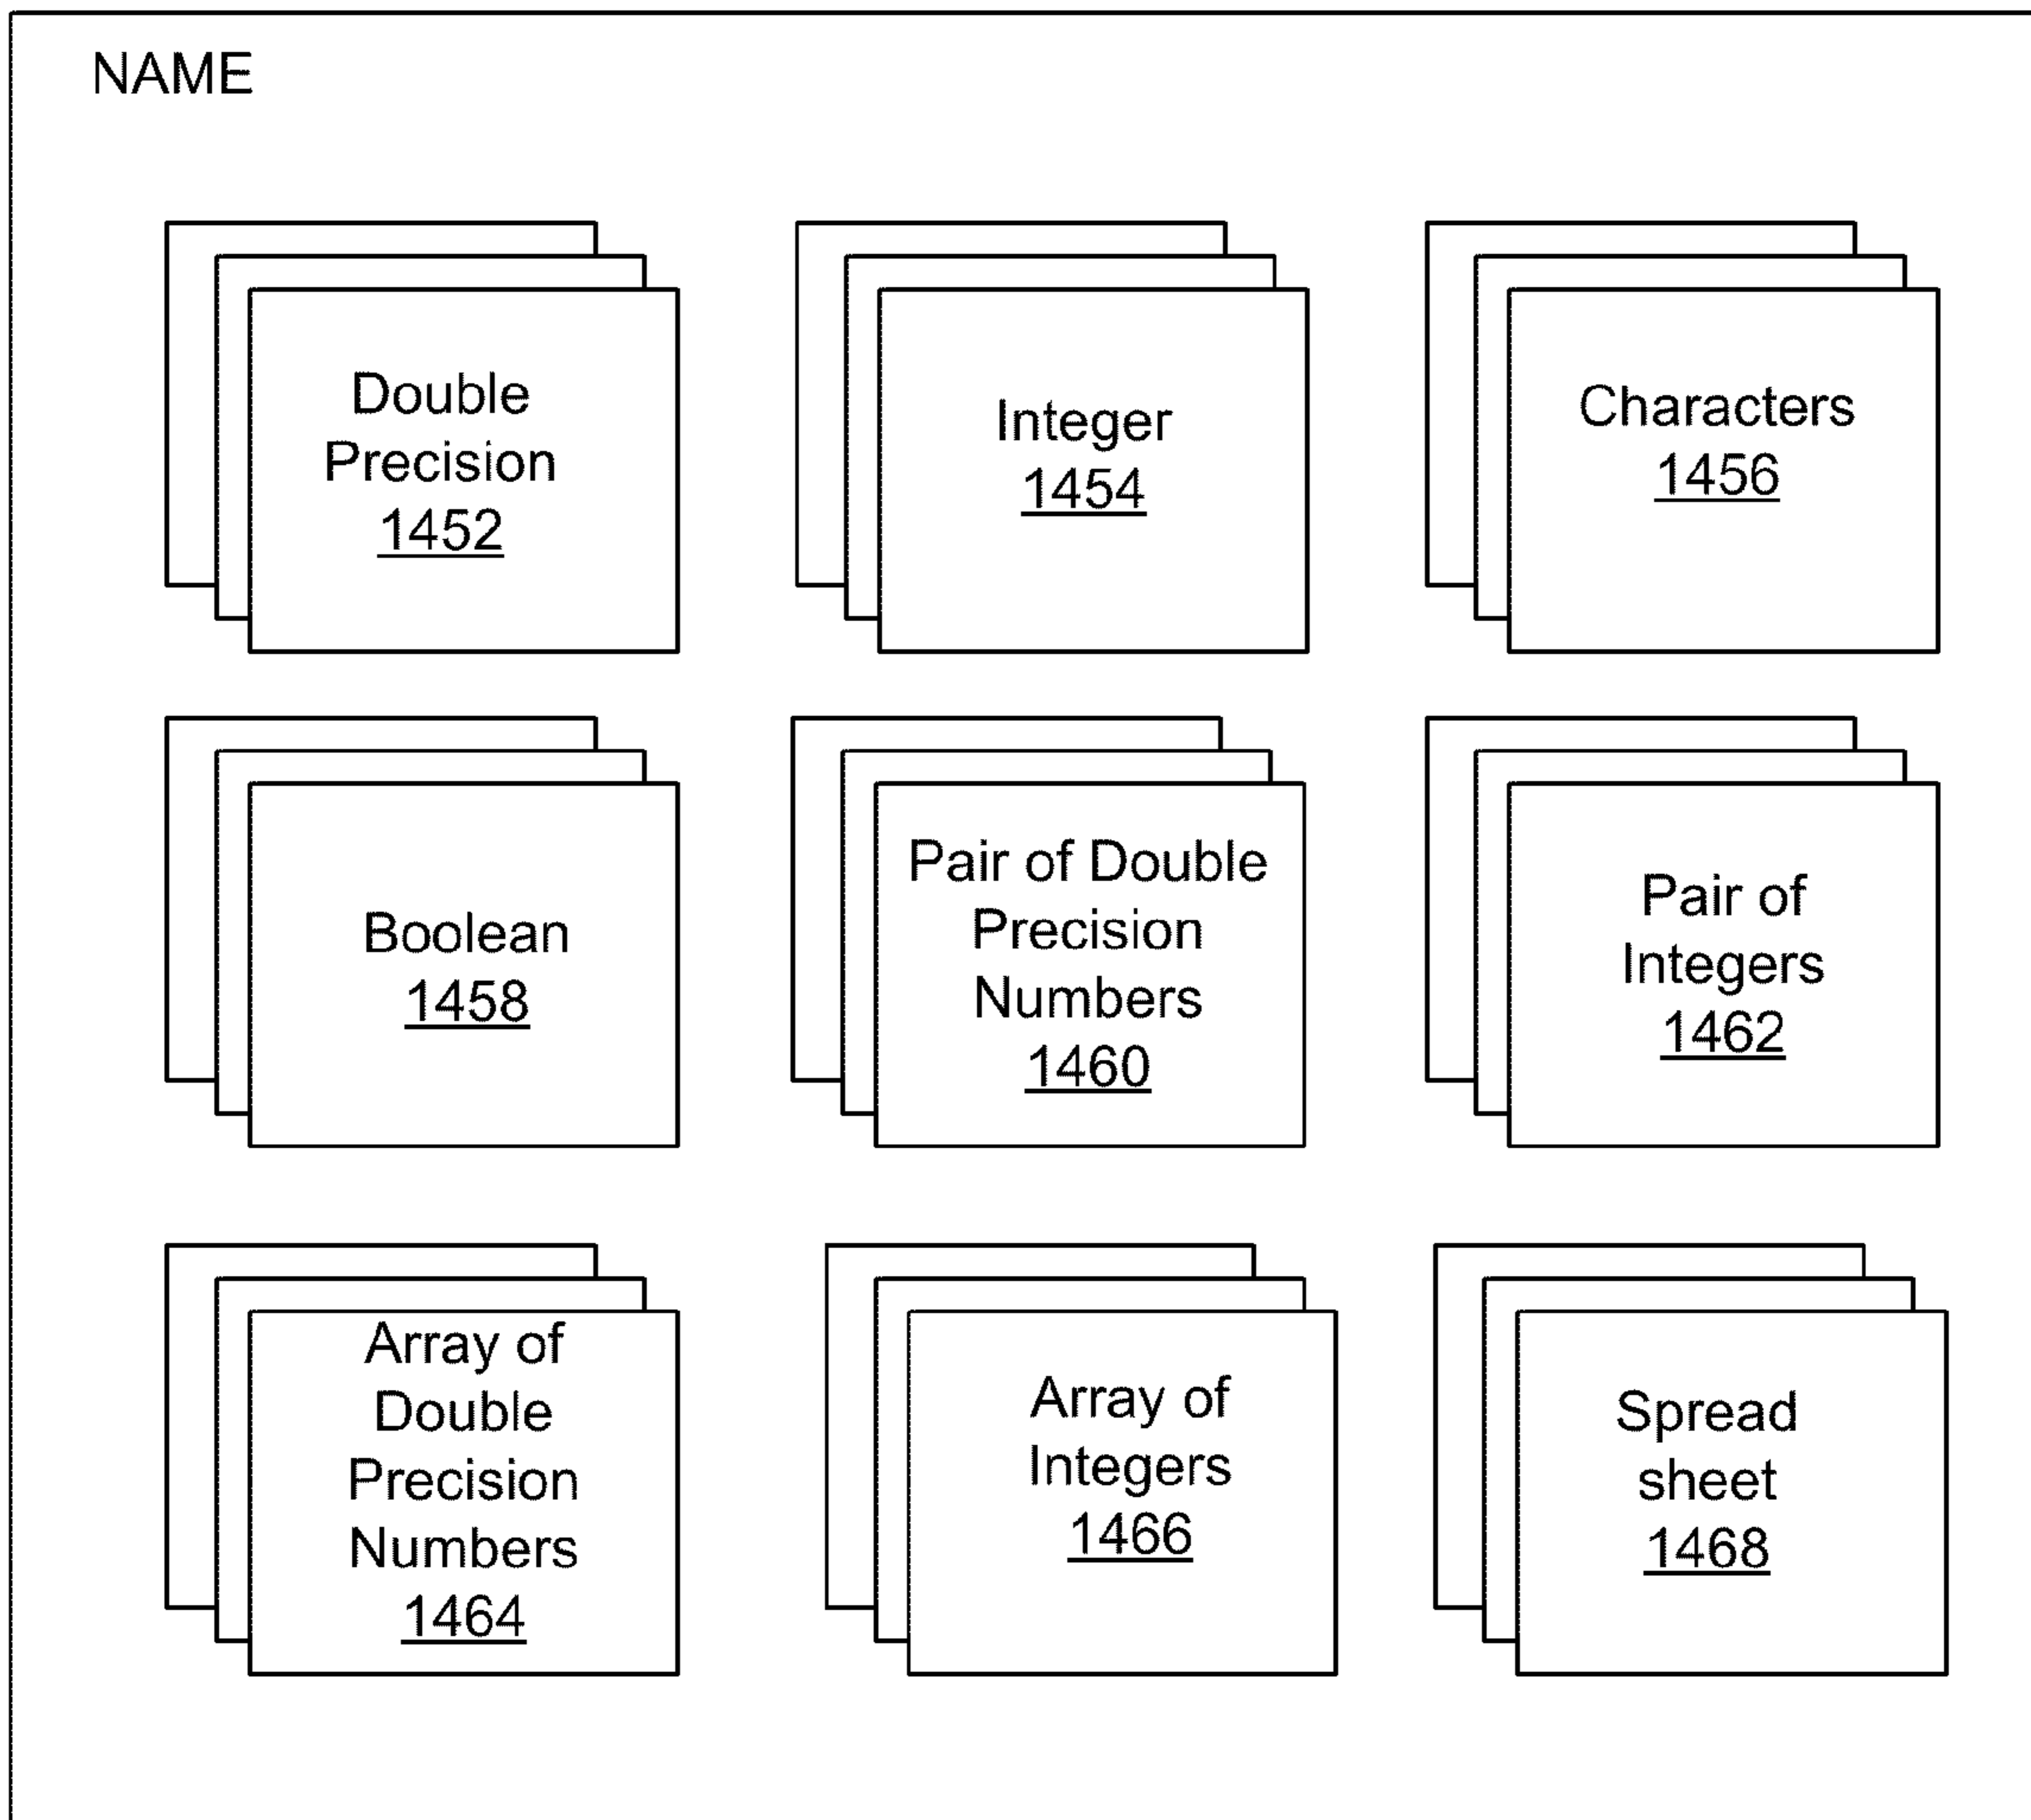 NAME
Double
Precision
1452
Integer
1454
Characters
1456
Boolean
1458
Pair of Double
Precision
Numbers
1460
Pair of
Integers
1462
Array of
Double
Precision
Numbers
1464
Array of
Integers
1466
Spread
sheet
1468